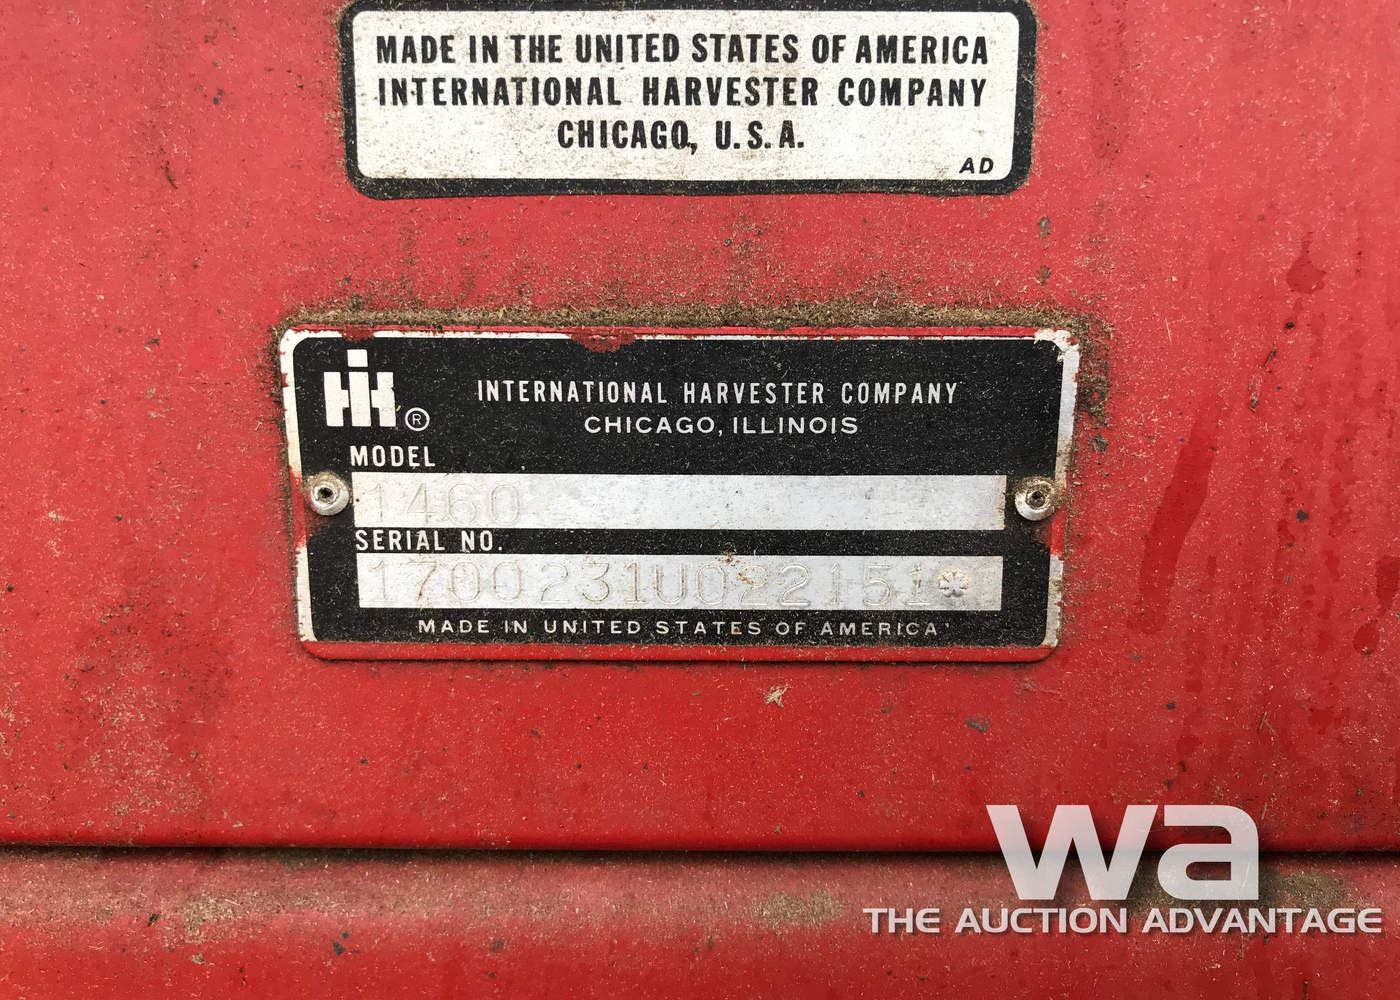 MADE IN THE UNITED STATES OF AMERICA
INTERNATIONAL HARVESTER COMPANY
CHICAGO, U.S.A.
AD
IH ®
INTERNATIONAL HARVESTER COMPANY
CHICAGO, ILLINOIS
MODEL
1460
SERIAL NO.
1700231U022151
MADE IN UNITED STATES OF AMERICA
wa
THE AUCTION ADVANTAGE